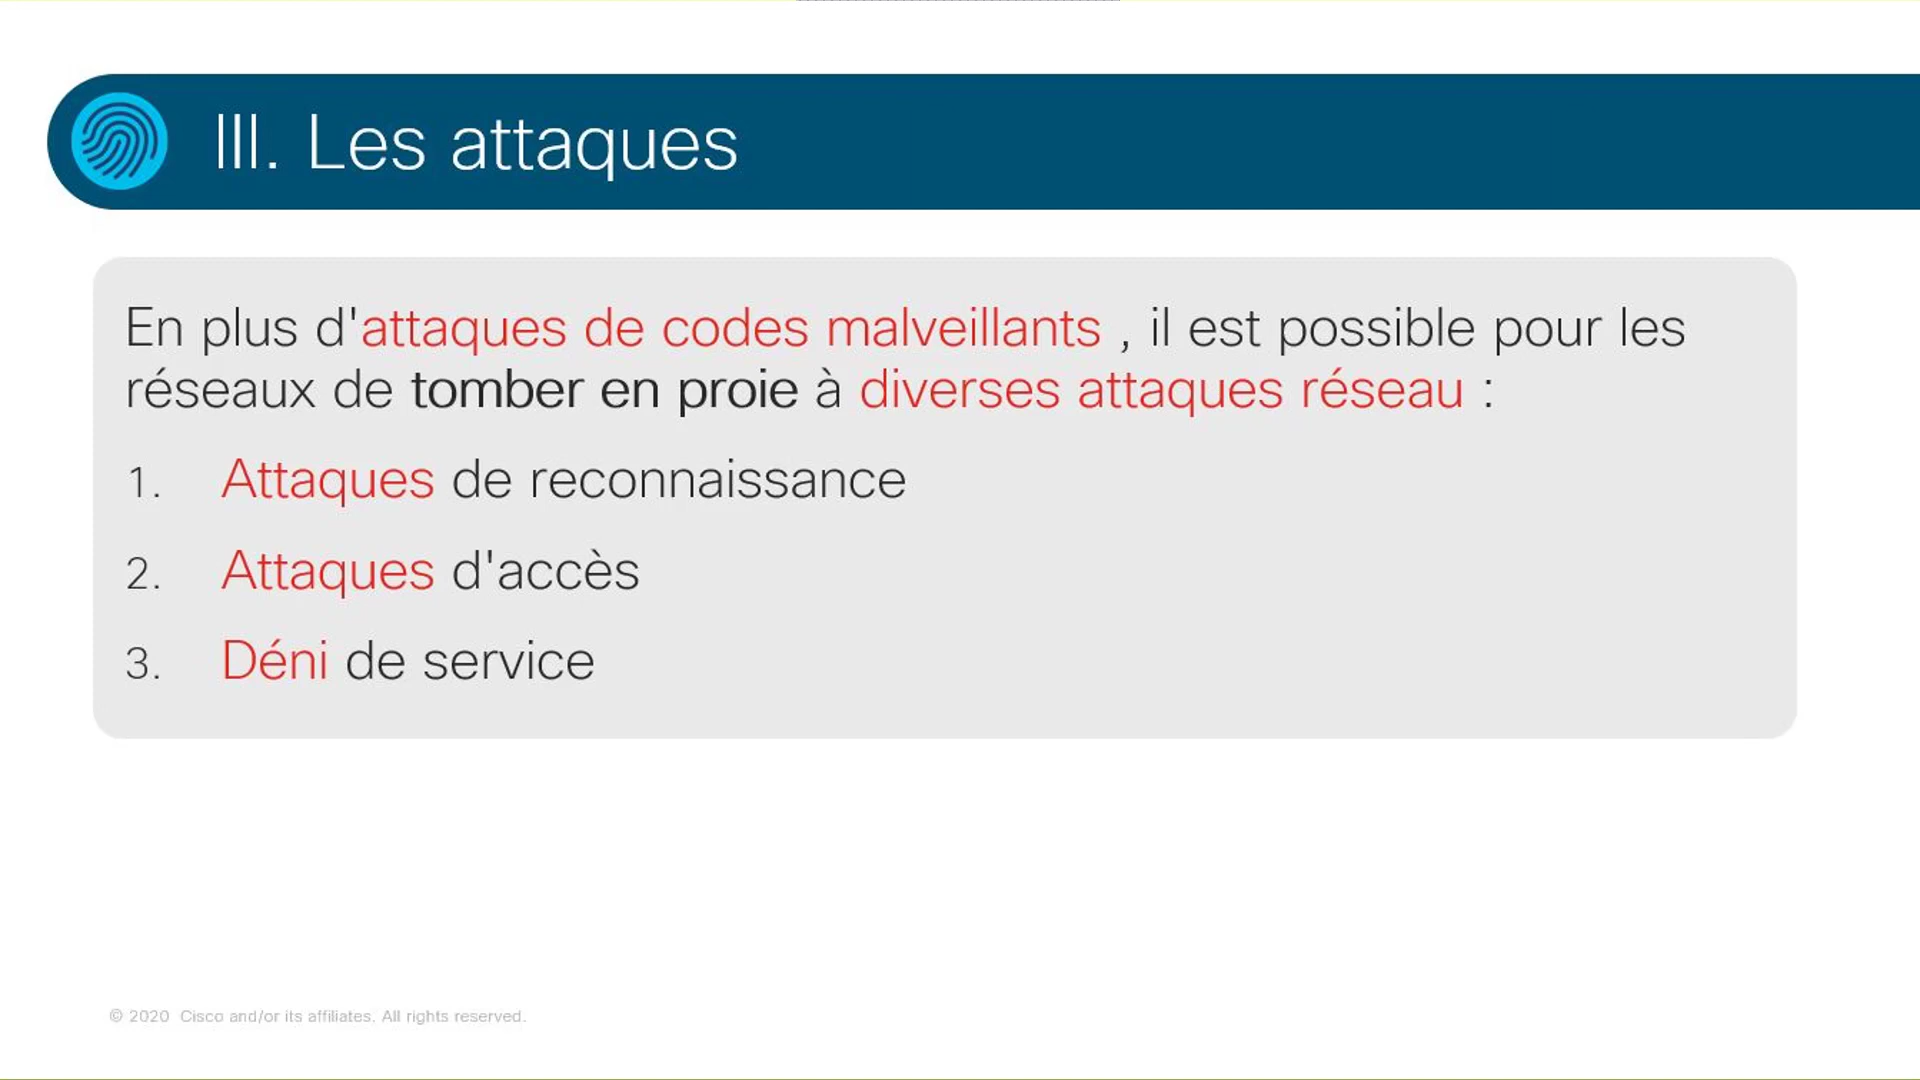 III. Les attaques
En plus d'attaques de codes malveillants , il est possible pour les
réseaux de tomber en proie à diverses attaques réseau :
1. Attaques de reconnaissance
2. Attaques d'accès
3. Déni de service
© 2020 Cisco and/or its affiliates. All rights reserved.